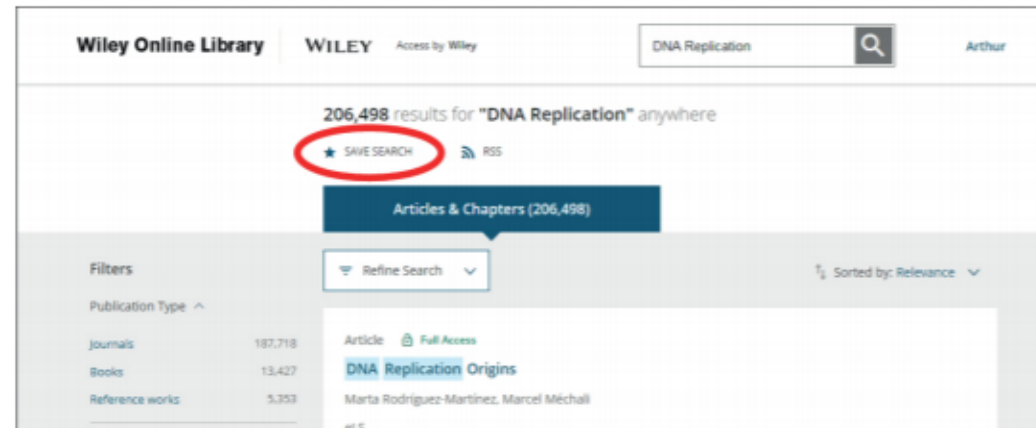 Wiley Online Library WILEY Access by Wiley DNA Replication Arthur
206,498 results for "DNA Replication" anywhere
SAVE SEARCH RSS
Articles & Chapters (206,498)
Filters
Refine Search
Sorted by: Relevance
Publication Type
Journals 187,718
Books 13,427
Reference works 5,353
Article Full Access
DNA Replication Origins
Marta Rodríguez-Martínez, Marcel Méchali